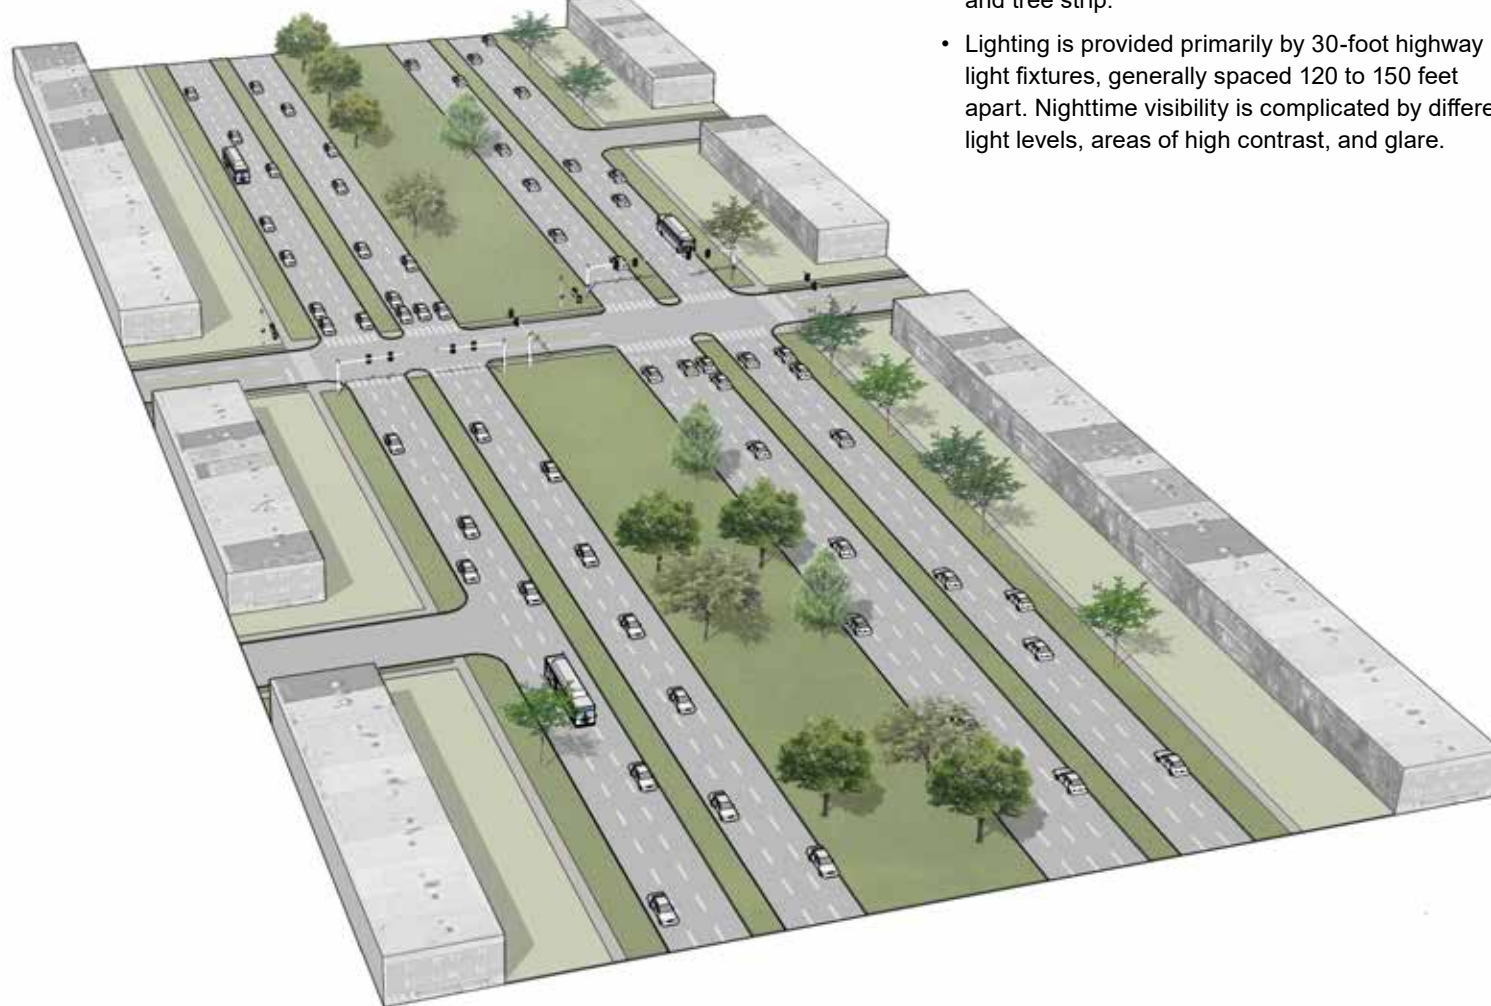 and tree strip.
• Lighting is provided primarily by 30-foot highway
light fixtures, generally spaced 120 to 150 feet
apart. Nighttime visibility is complicated by
light levels, areas of high contrast, and glare.